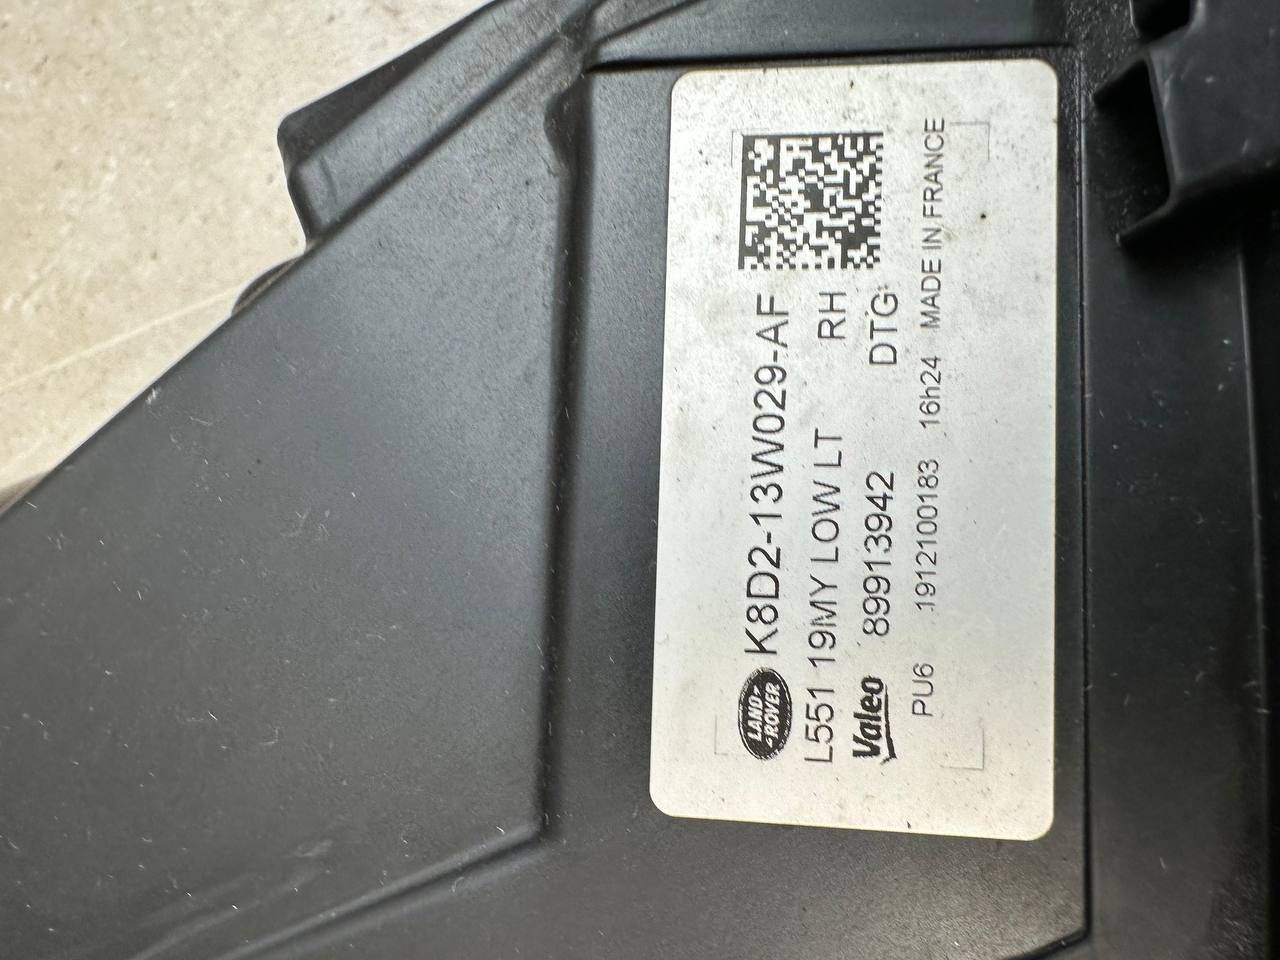 LAND ROVER K8D2-13W029-AF
L551 19MY LOW LT RH
Valeo 89913942 DTG:
PU6 1912100183 16h24 MADE IN FRANCE